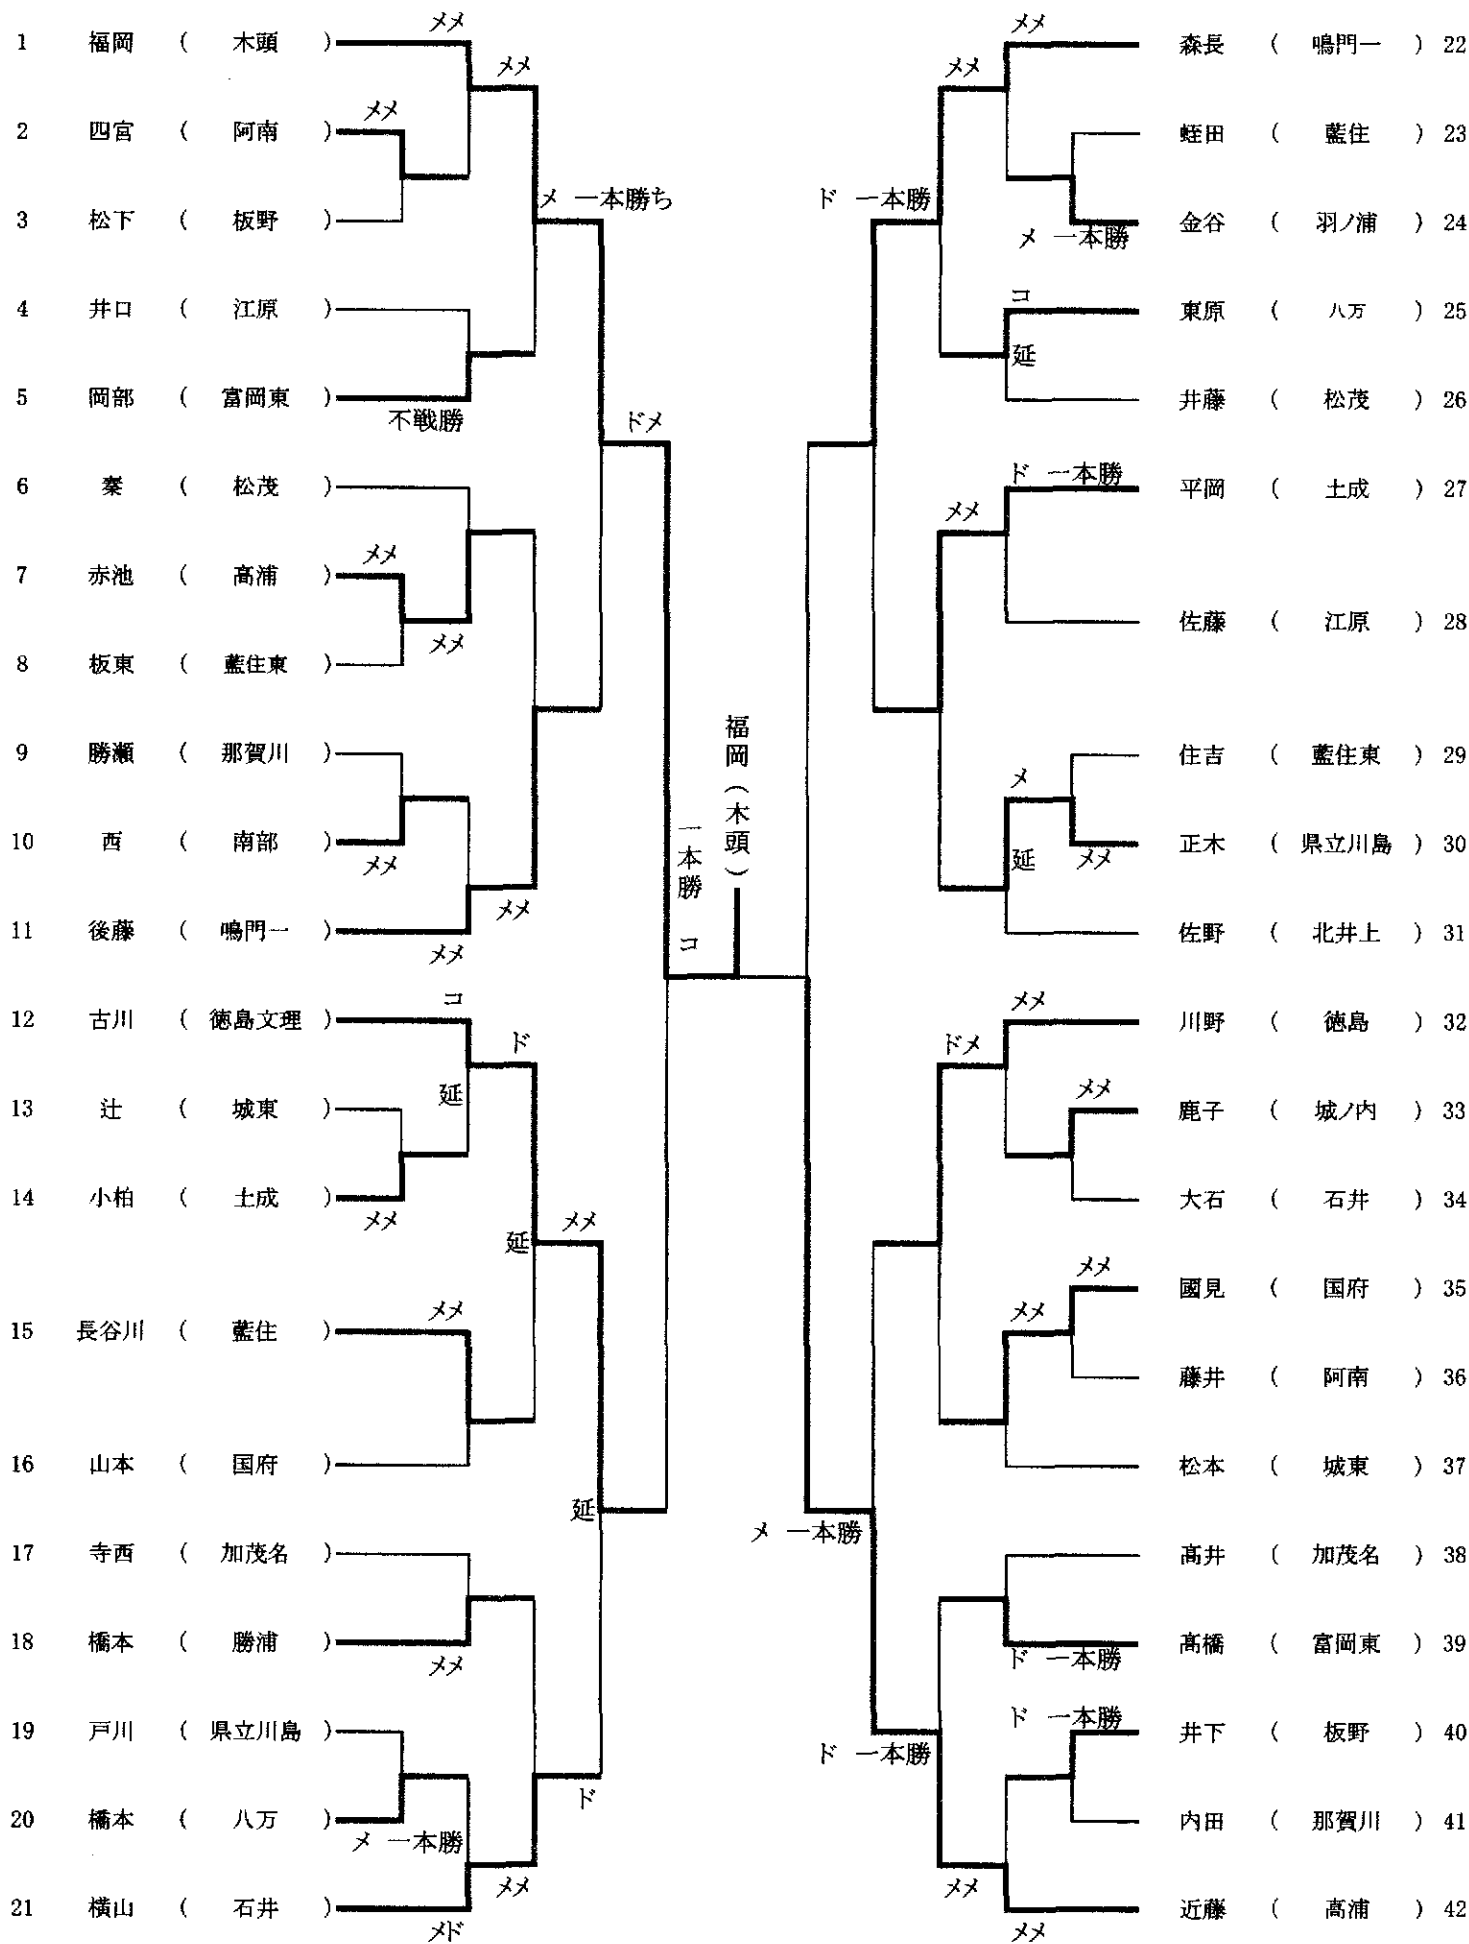 メメ
1 福岡 ( 木頭 )
メメ
メメ
2 四宮 ( 阿南 )
メ 一本勝ち
3 松下 ( 板野 )
4 井口 ( 江原 )
5 岡部 ( 富岡東 )
不戦勝
ドメ
6 秦 ( 松茂 )
メメ
7 赤池 ( 高浦 )
メメ
8 板東 ( 藍住東 )
9 勝瀬 ( 那賀川 )
10 西 ( 南部 )
メメ
メメ
11 後藤 ( 鳴門一 )
メメ
コ
12 古川 ( 徳島文理 )
ド
延
13 辻 ( 城東 )
14 小柏 ( 土成 )
メメ
メメ
延
メメ
15 長谷川 ( 藍住 )
16 山本 ( 国府 )
延
17 寺西 ( 加茂名 )
18 橋本 ( 勝浦 )
メメ
19 戸川 ( 県立川島 )
ド
20 橋本 ( 八万 )
メ 一本勝
メメ
21 横山 ( 石井 )
メド
福岡(木頭)
一本勝 コ
メメ
森長 ( 鳴門一 ) 22
メメ
蛭田 ( 藍住 ) 23
ド 一本勝
金谷 ( 羽ノ浦 ) 24
メ 一本勝
コ
東原 ( 八万 ) 25
延
井藤 ( 松茂 ) 26
ド 一本勝
平岡 ( 土成 ) 27
メメ
佐藤 ( 江原 ) 28
住吉 ( 藍住東 ) 29
メ
正木 ( 県立川島 ) 30
延
メメ
佐野 ( 北井上 ) 31
メメ
川野 ( 徳島 ) 32
ドメ
メメ
鹿子 ( 城ノ内 ) 33
大石 ( 石井 ) 34
メメ
國見 ( 国府 ) 35
メメ
藤井 ( 阿南 ) 36
松本 ( 城東 ) 37
メ 一本勝
高井 ( 加茂名 ) 38
高橋 ( 富岡東 ) 39
ド 一本勝
ド 一本勝
井下 ( 板野 ) 40
ド 一本勝
内田 ( 那賀川 ) 41
メメ
近藤 ( 高浦 ) 42
メメ